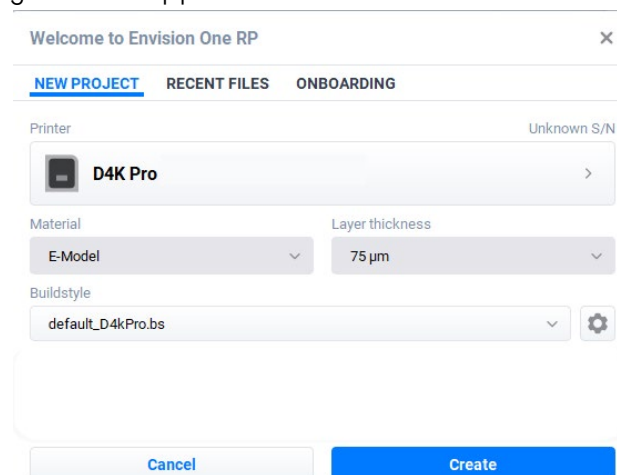 Welcome to Envision One RP
NEW PROJECT RECENT FILES ONBOARDING
Printer Unknown S/N
D4K Pro
Material Layer thickness
E-Model 75 µm
Buildstyle
default_D4kPro.bs
Cancel Create